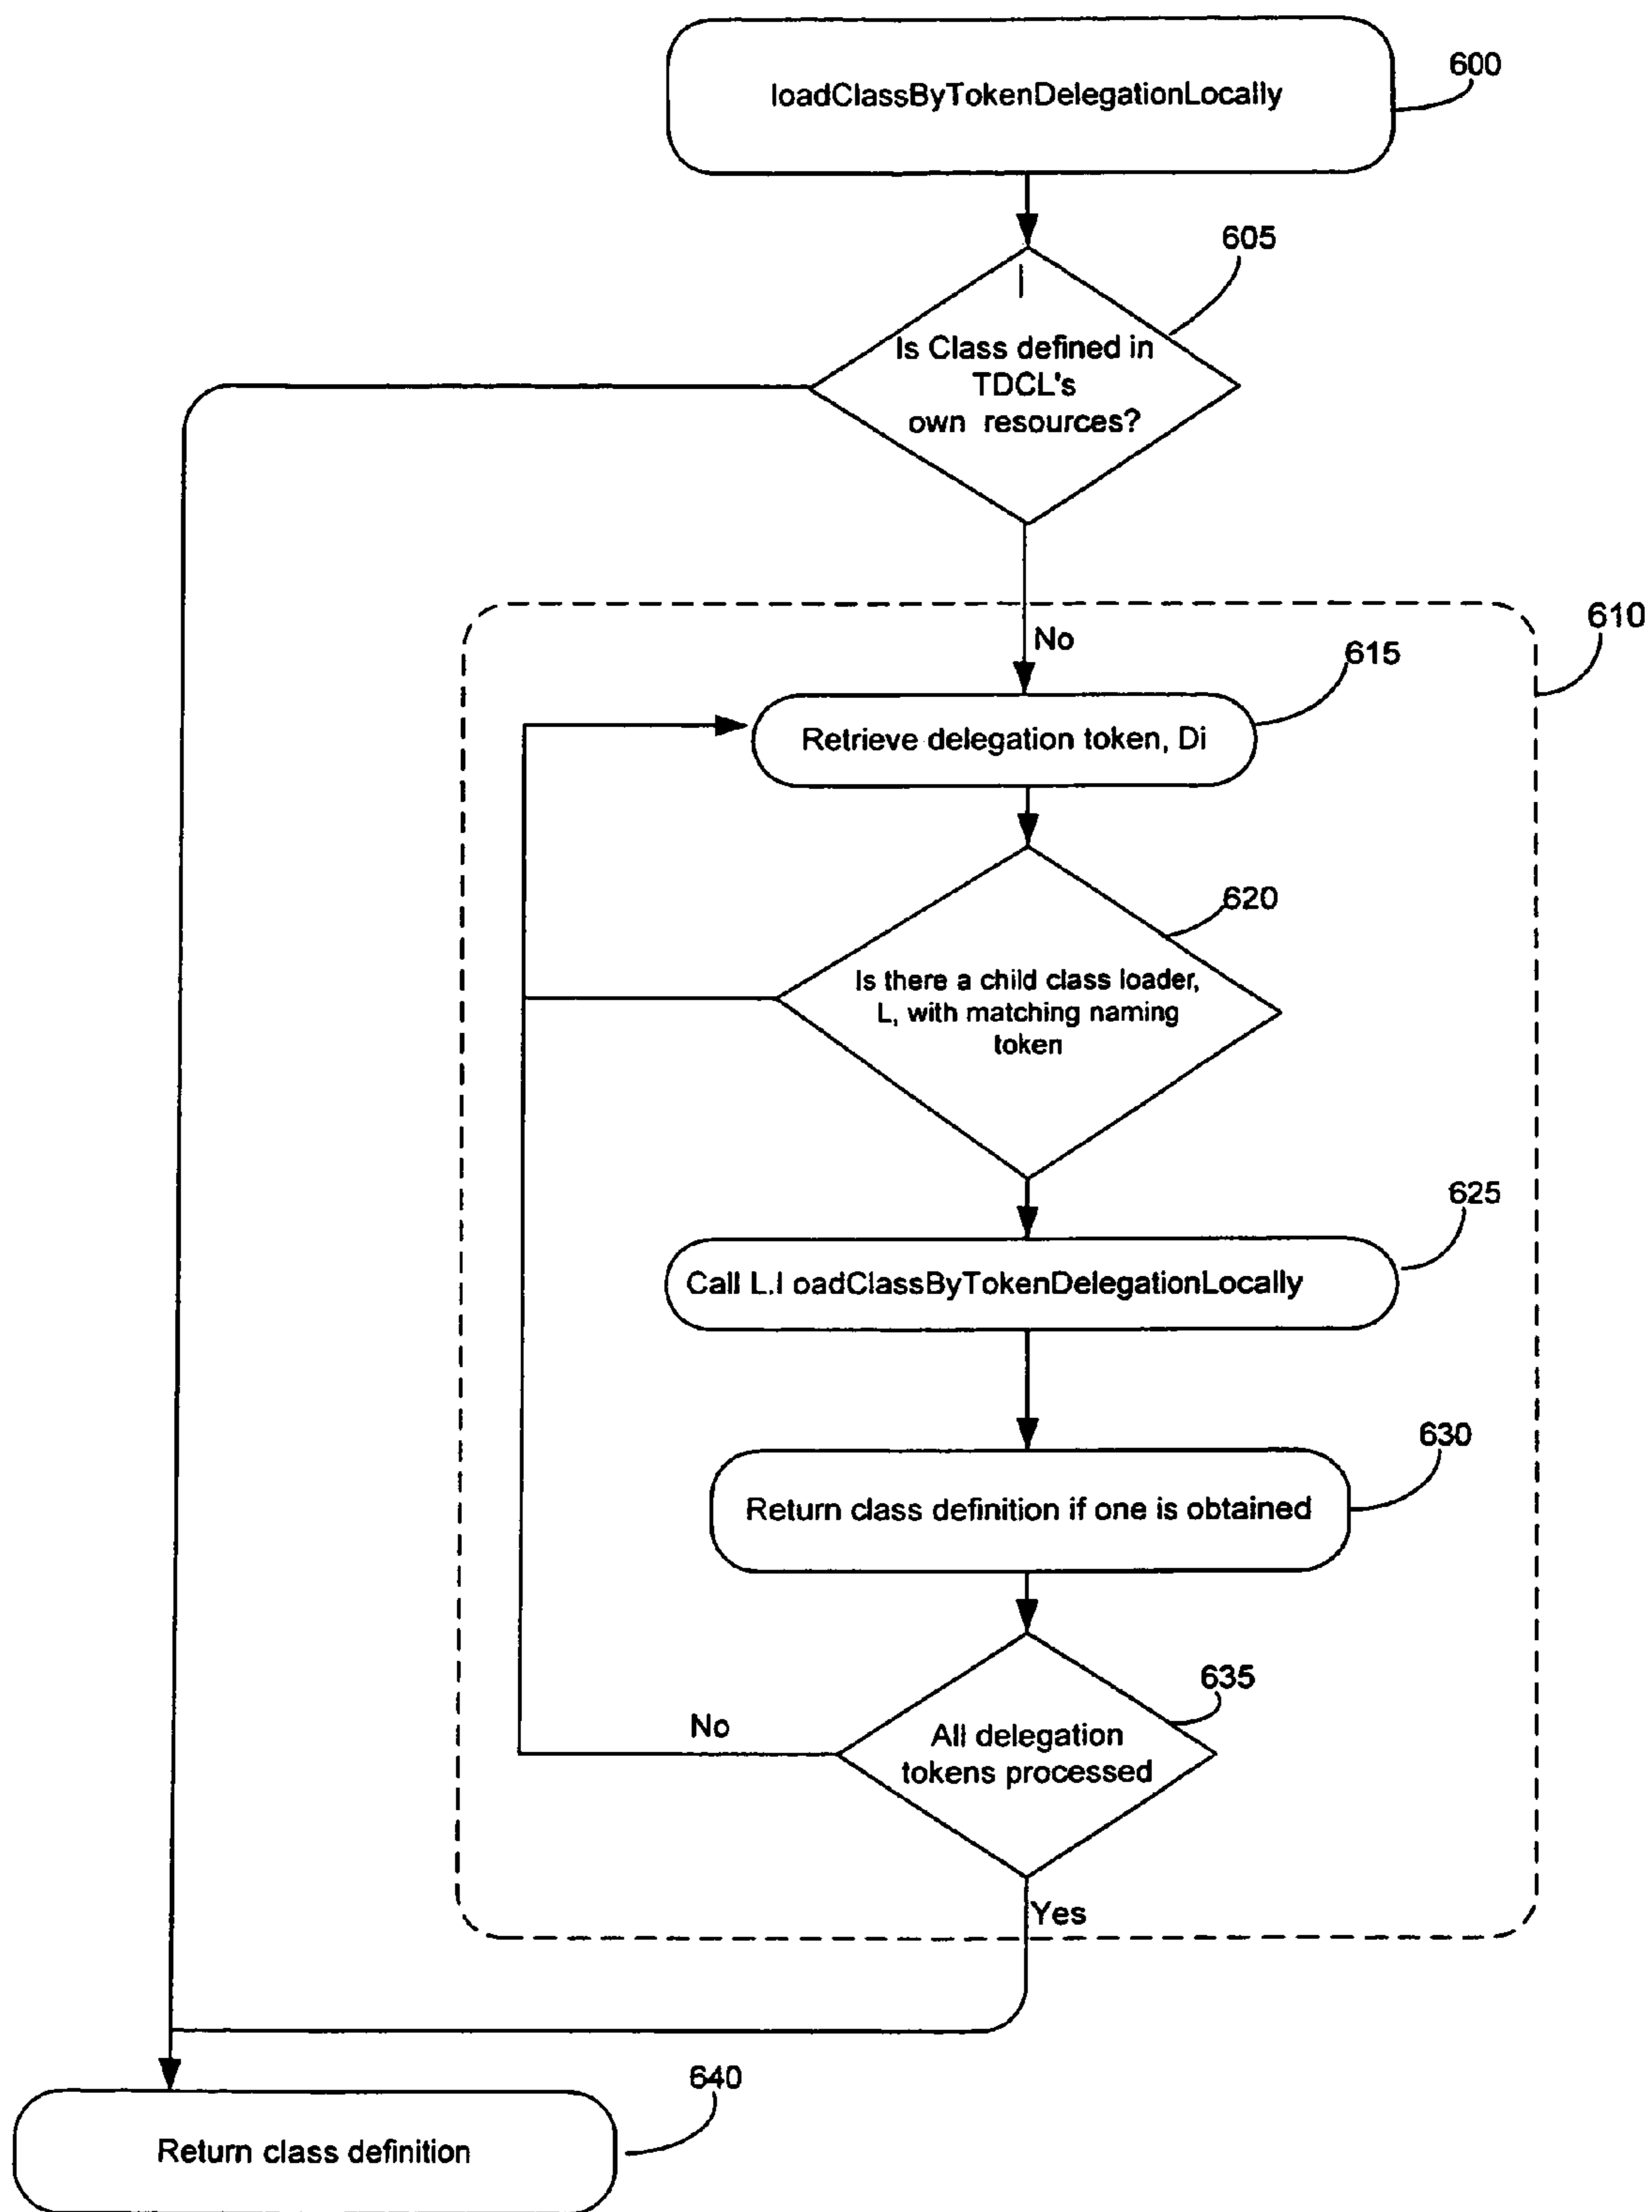 loadClassByTokenDelegationLocally
600
605
Is Class defined in
TDCL's
own resources?
610
No
615
Retrieve delegation token, Di
620
Is there a child class loader,
L, with matching naming
token
625
Call L.l oadClassByTokenDelegationLocally
630
Return class definition if one is obtained
635
No
All delegation
tokens processed
Yes
640
Return class definition